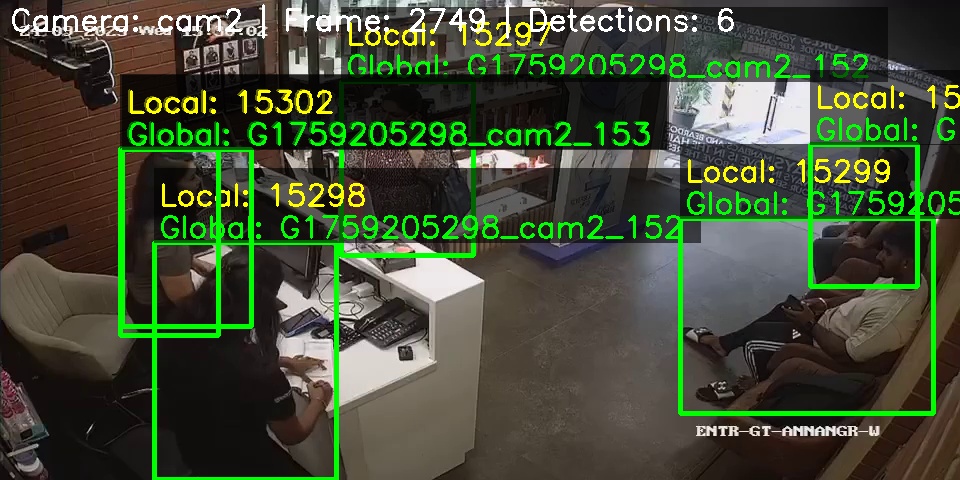 Camera: cam2 | Frame: 2749 | Detections: 6
Local: 15297
Global: G1759205298_cam2_152
Local: 15302
Global: G1759205298_cam2_153
Local: 15
Global: G
Local: 15299
Global: G1759205
Local: 15298
Global: G1759205298_cam2_152
ENTR-GT-ANNANGR-W